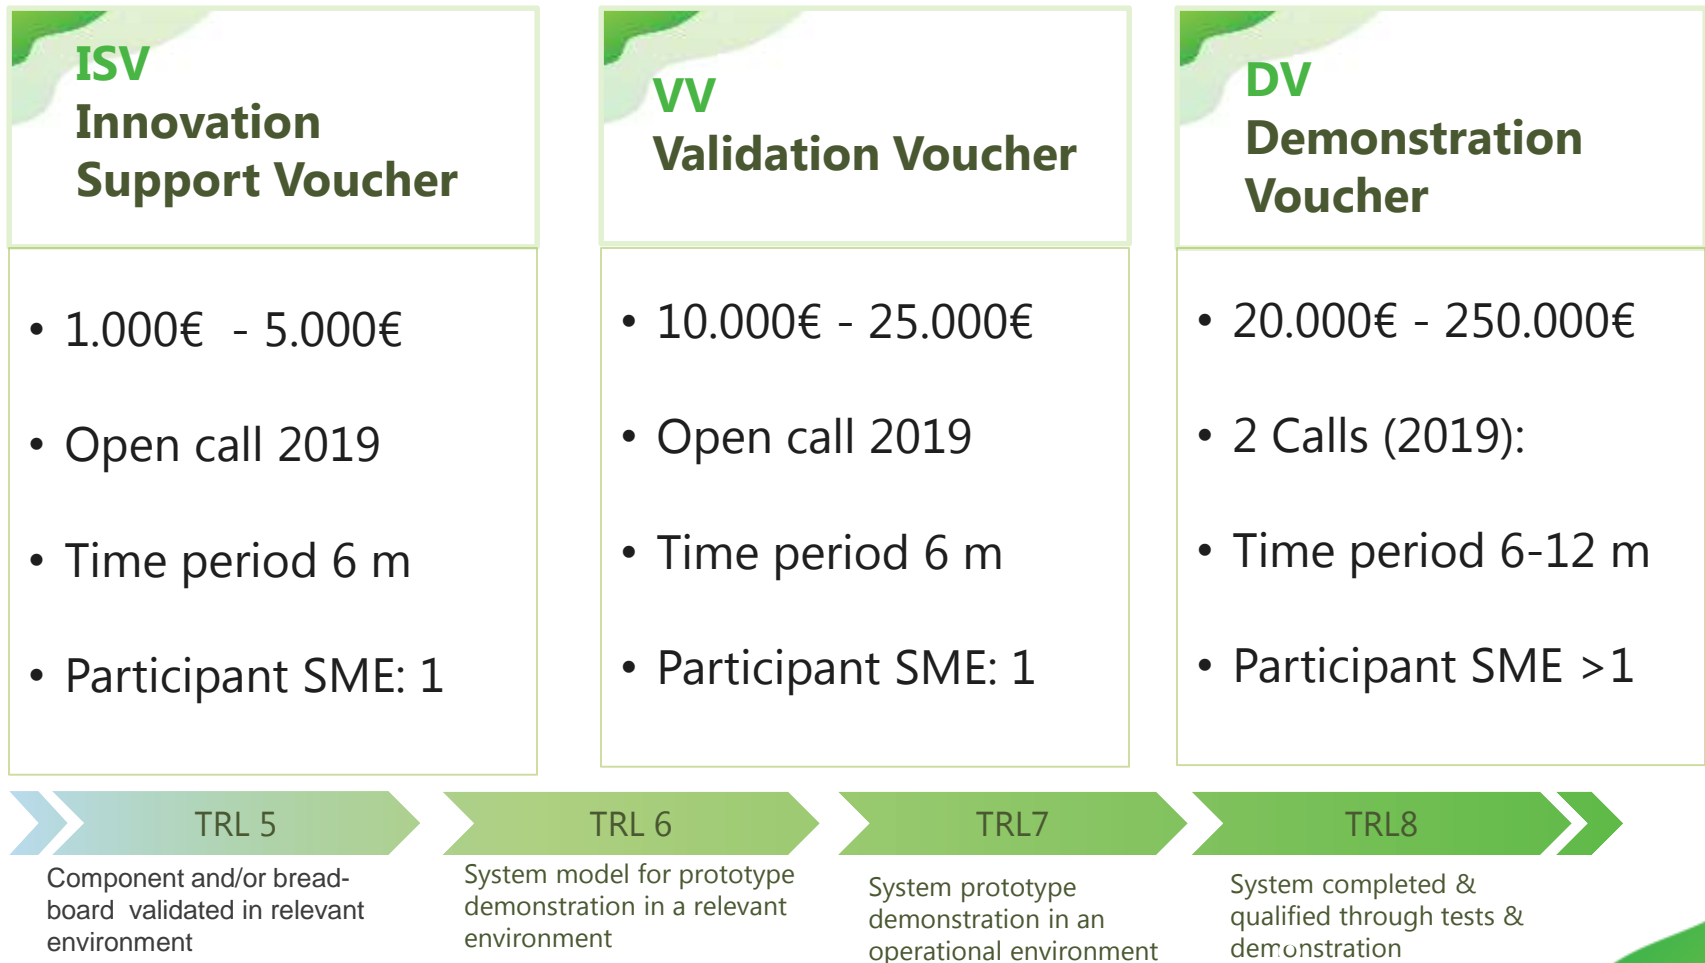 ISV
Innovation
Support Voucher
• 1.000€ - 5.000€
• Open call 2019
• Time period 6 m
• Participant SME: 1
VV
Validation Voucher
• 10.000€ - 25.000€
• Open call 2019
• Time period 6 m
• Participant SME: 1
DV
Demonstration
Voucher
• 20.000€ - 250.000€
• 2 Calls (2019):
• Time period 6-12 m
• Participant SME >1
TRL 5
Component and/or bread-
board validated in relevant
environment
TRL 6
System model for prototype
demonstration in a relevant
environment
TRL7
System prototype
demonstration in an
operational environment
TRL8
System completed &
qualified through tests &
demonstration